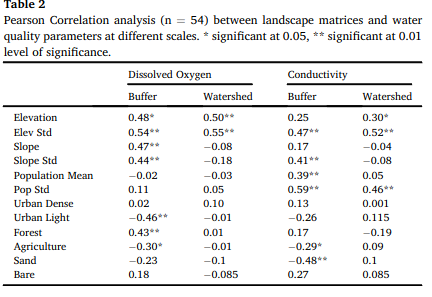 Table 2
Pearson Correlation analysis (n = 54) between landscape matrices and water
quality parameters at different scales. * significant at 0.05, ** significant at 0.01
level of significance.
Dissolved Oxygen Conductivity
Buffer Watershed Buffer Watershed
Elevation 0.48* 0.50** 0.25 0.30*
Elev Std 0.54** 0.55** 0.47** 0.52**
Slope 0.47** −0.08 0.17 −0.04
Slope Std 0.44** −0.18 0.41** −0.08
Population Mean −0.02 −0.03 0.39** 0.05
Pop Std 0.11 0.05 0.59** 0.46**
Urban Dense 0.02 0.10 0.13 0.001
Urban Light −0.46** −0.01 −0.26 0.115
Forest 0.43** 0.01 0.17 −0.19
Agriculture −0.30* −0.01 −0.29* 0.09
Sand −0.23 −0.1 −0.48** 0.1
Bare 0.18 −0.085 0.27 0.085